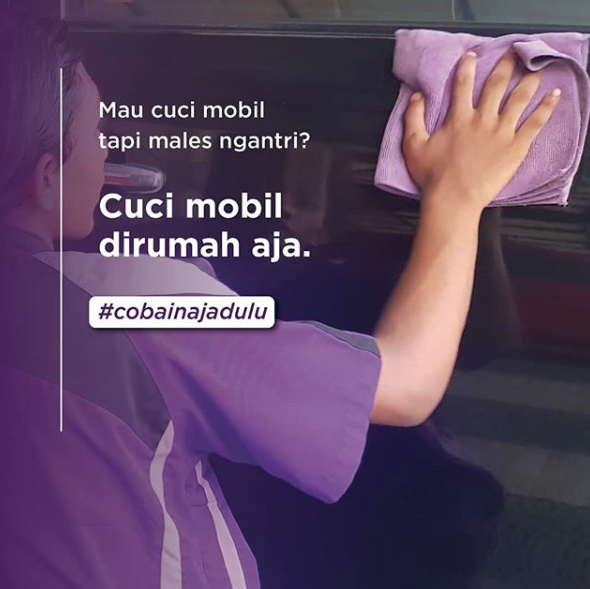 Mau cuci mobil
tapi males ngantri?
Cuci mobil
dirumah aja.
#cobainajadulu